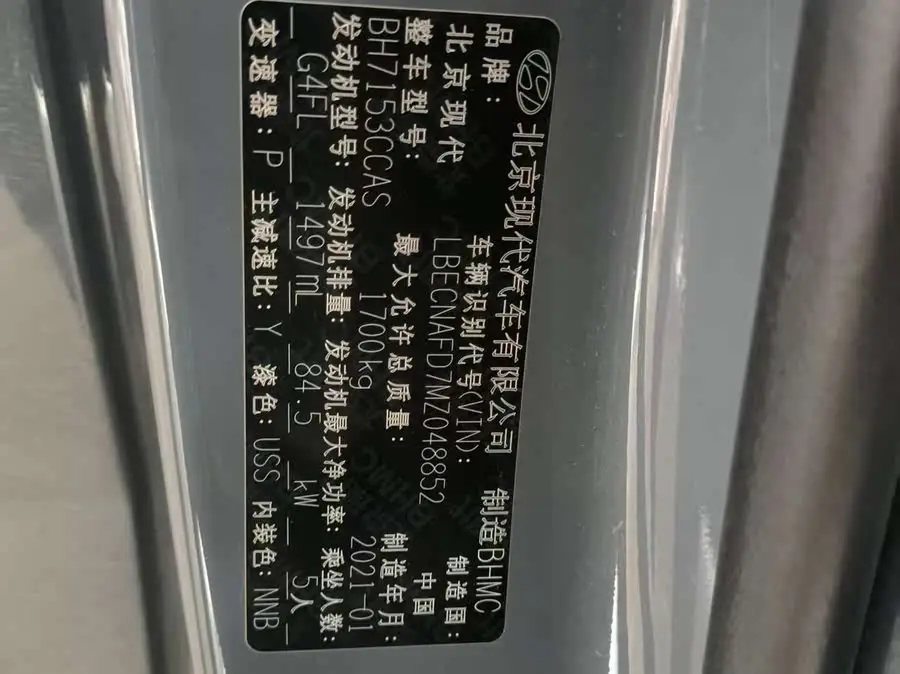 北京现代汽车有限公司 制造BHMC
品牌: 车辆识别代号(VIN): 制造国:
北京现代 LBECNAFD7MZ048852 中国
整车型号: 最大允许总质量: 制造年月:
BH7153CCAS 1700kg 2021-01
发动机型号: 发动机排量: 发动机最大净功率: 乘坐人数:
G4FL 1497mL 84.5 kW 5人
变速器: P 主减速比: Y 漆色: USS 内装色: NNB